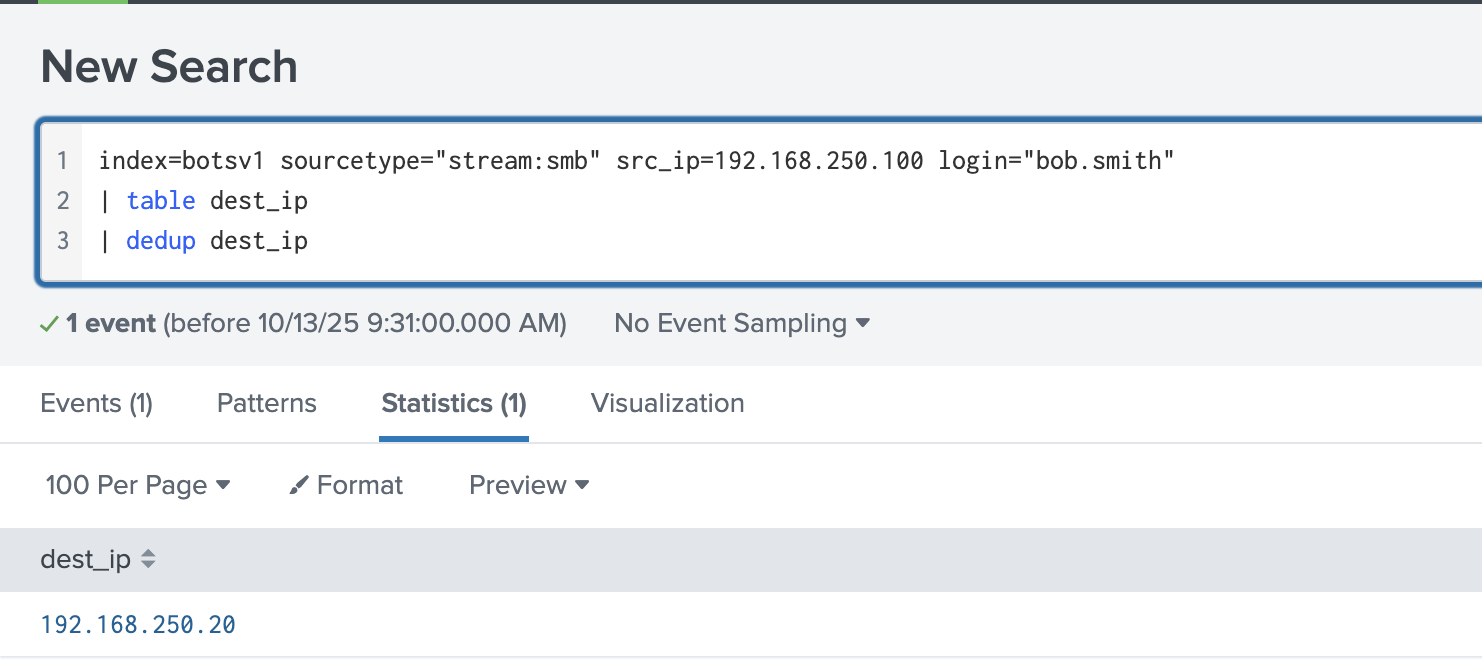 New Search
1 index=botsv1 sourcetype="stream:smb" src_ip=192.168.250.100 login="bob.smith"
2 | table dest_ip
3 | dedup dest_ip
1 event (before 10/13/25 9:31:00.000 AM) No Event Sampling
Events (1) Patterns Statistics (1) Visualization
100 Per Page Format Preview
dest_ip
192.168.250.20